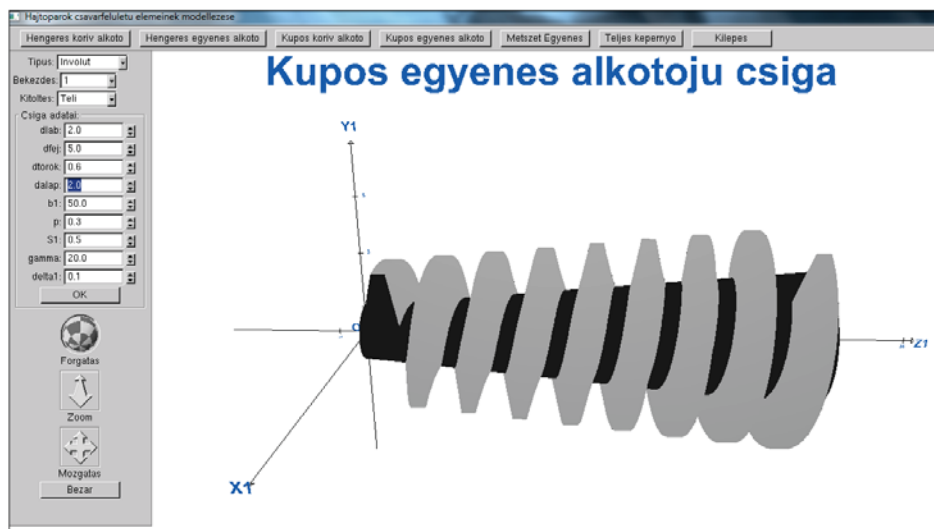 Hajtoparok csavarfeluletu elemeinek modellezese
Hengeres koriv alkoto Hengeres egyenes alkoto Kupos koriv alkoto Kupos egyenes alkoto Metszet Egyenes Teljes kepernyo Kilepes
Kupos egyenes alkotoju csiga
Tipus: Involut
Bekezdes: 1
Kitoltes: Teli
Csiga adatai:
dlab: 2.0
dfej: 5.0
dtorok: 0.6
dalap: 2.0
b1: 50.0
p: 0.3
S1: 0.5
gamma: 20.0
delta1: 0.1
OK
Forgatas
Zoom
Mozgatas
Bezar
Y1
O
Z1
X1